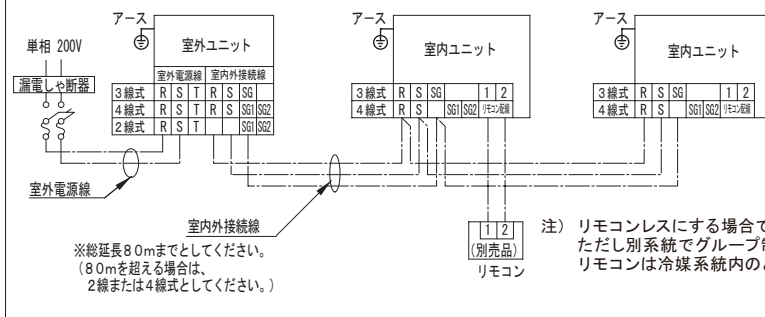 アース
単相 200V
漏電しゃ断器
室外ユニット
室外電源線 室内外接続線
3線式 R S T R S SG
4線式 R S T R S SG1 SG2
2線式 R S T SG1 SG2
室外電源線
アース
室内ユニット
3線式 R S SG 1 2
4線式 R S SG1 SG2 リモコン配線
アース
室内ユニット
3線式 R S SG 1 2
4線式 R S SG1 SG2 リモコン配線
室内外接続線
※総延長80mまでとしてください。
(80mを超える場合は、
2線または4線式としてください。)
1 2
(別売品)
リモコン
注) リモコンレスにする場合で
ただし別系統でグループ
リモコンは冷媒系統内の